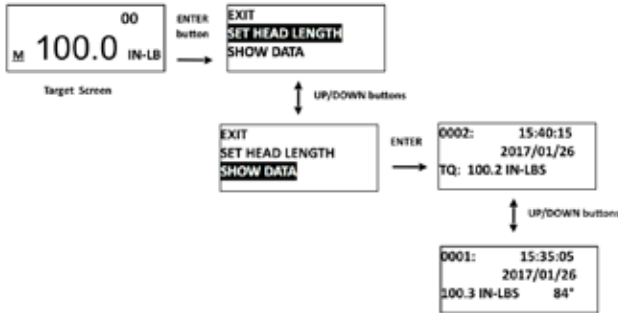 00
M 100.0 IN-LB
Target Screen
ENTER
button
EXIT
SET HEAD LENGTH
SHOW DATA
UP/DOWN buttons
EXIT
SET HEAD LENGTH
SHOW DATA
ENTER
0002: 15:40:15
2017/01/26
TQ: 100.2 IN-LBS
UP/DOWN buttons
0001: 15:35:05
2017/01/26
100.3 IN-LBS 84°